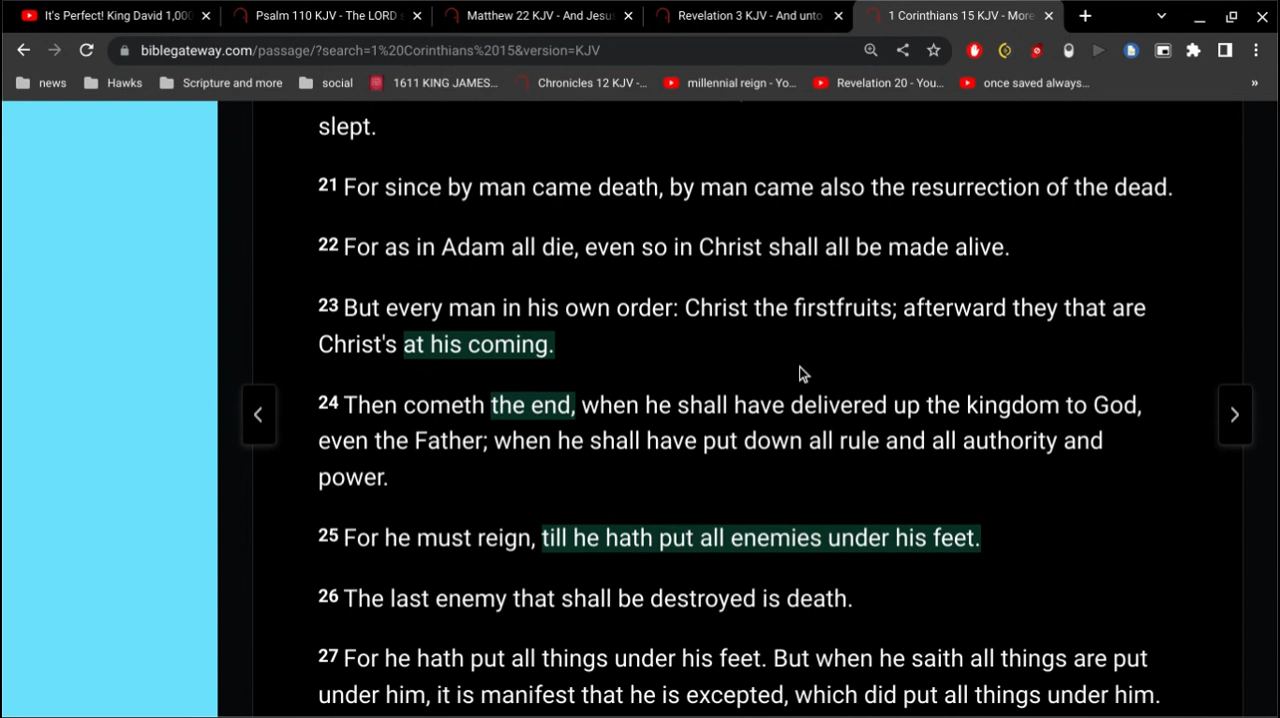 It's Perfect! King David 1,000
Psalm 110 KJV - The LORD s
Matthew 22 KJV - And Jesu
Revelation 3 KJV - And unto
1 Corinthians 15 KJV - More
biblegateway.com/passage/?search=1%20Corinthians%2015&version=KJV
news
Hawks
Scripture and more
social
1611 KING JAMES...
Chronicles 12 KJV -...
millennial reign - Yo...
Revelation 20 - You...
once saved always...
»
slept.
21 For since by man came death, by man came also the resurrection of the dead.
22 For as in Adam all die, even so in Christ shall all be made alive.
23 But every man in his own order: Christ the firstfruits; afterward they that are
Christ's at his coming.
24 Then cometh the end, when he shall have delivered up the kingdom to God,
even the Father; when he shall have put down all rule and all authority and
power.
25 For he must reign, till he hath put all enemies under his feet.
26 The last enemy that shall be destroyed is death.
27 For he hath put all things under his feet. But when he saith all things are put
under him, it is manifest that he is excepted, which did put all things under him.